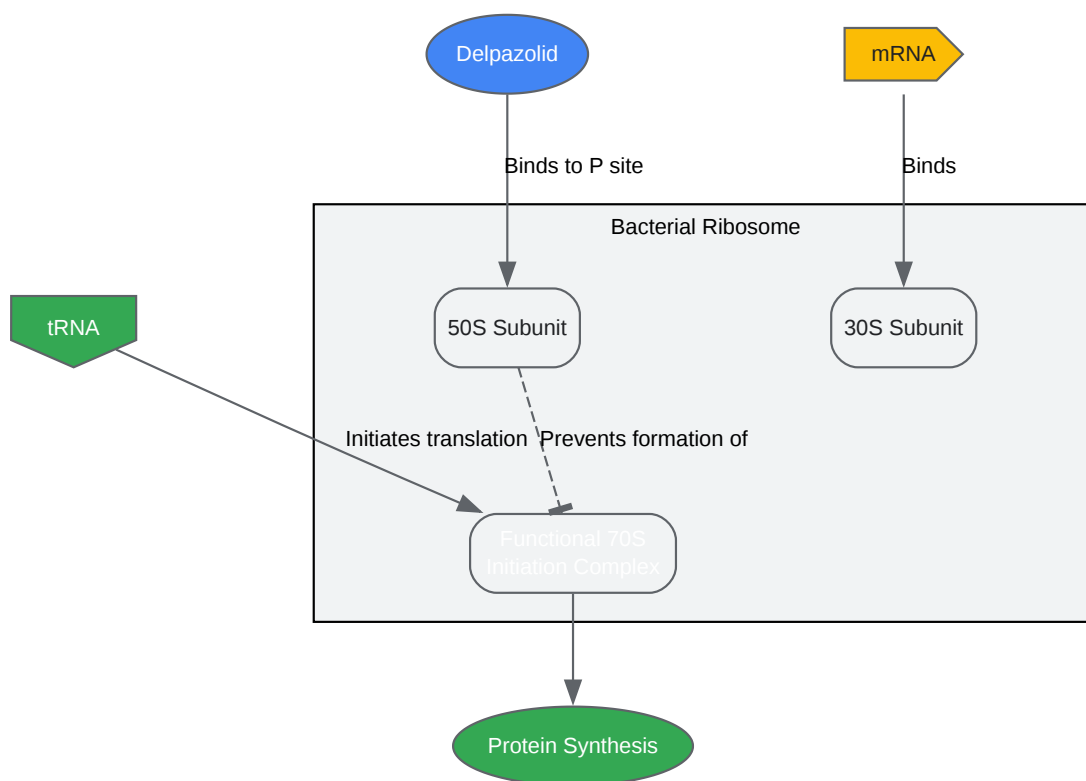 Delpazolid
mRNA
Binds to P site
Binds
Bacterial Ribosome
tRNA
50S Subunit
30S Subunit
Initiates translation
Prevents formation of
Functional 70S
Initiation Complex
Protein Synthesis